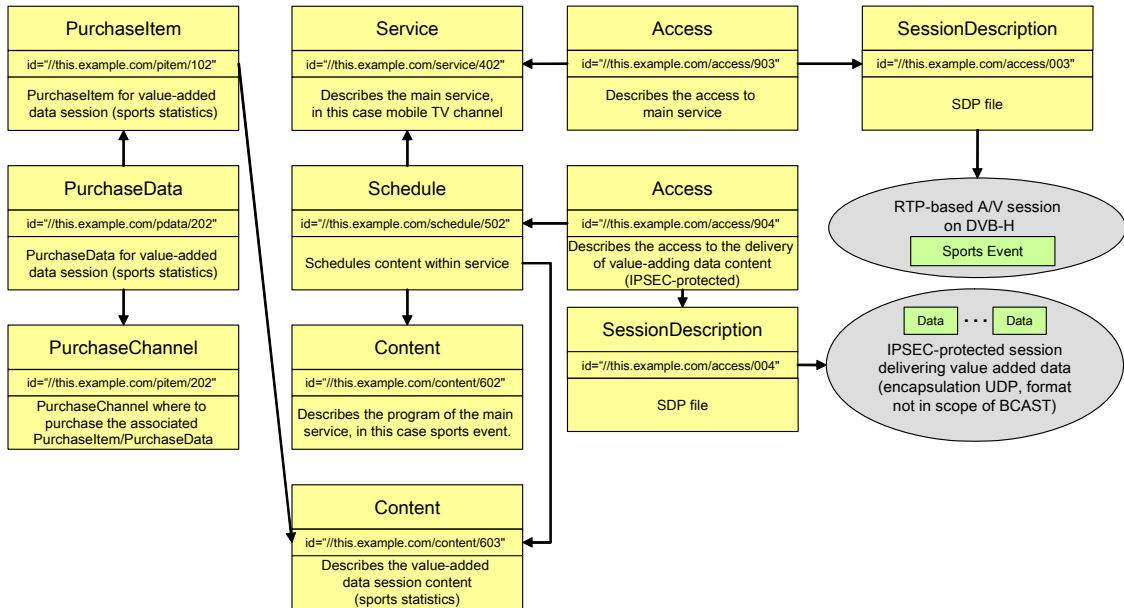 PurchaseItem
id="//this.example.com/pitem/102"
PurchaseItem for value-added
data session (sports statistics)
Service
id="//this.example.com/service/402"
Describes the main service,
in this case mobile TV channel
Access
id="//this.example.com/access/903"
Describes the access to
main service
SessionDescription
id="//this.example.com/access/003"
SDP file
PurchaseData
id="//this.example.com/pdata/202"
PurchaseData for value-added
data session (sports statistics)
Schedule
id="//this.example.com/schedule/502"
Schedules content within service
Access
id="//this.example.com/access/904"
Describes the access to the delivery
of value-adding data content
(IPSEC-protected)
RTP-based A/V session
on DVB-H
Sports Event
PurchaseChannel
id="//this.example.com/pitem/202"
PurchaseChannel where to
purchase the associated
PurchaseItem/PurchaseData
Content
id="//this.example.com/content/602"
Describes the program of the main
service, in this case sports event.
SessionDescription
id="//this.example.com/access/004"
SDP file
Data ... Data
IPSEC-protected session
delivering value added data
(encapsulation UDP, format
not in scope of BCAST)
Content
id="//this.example.com/content/603"
Describes the value-added
data session content
(sports statistics)